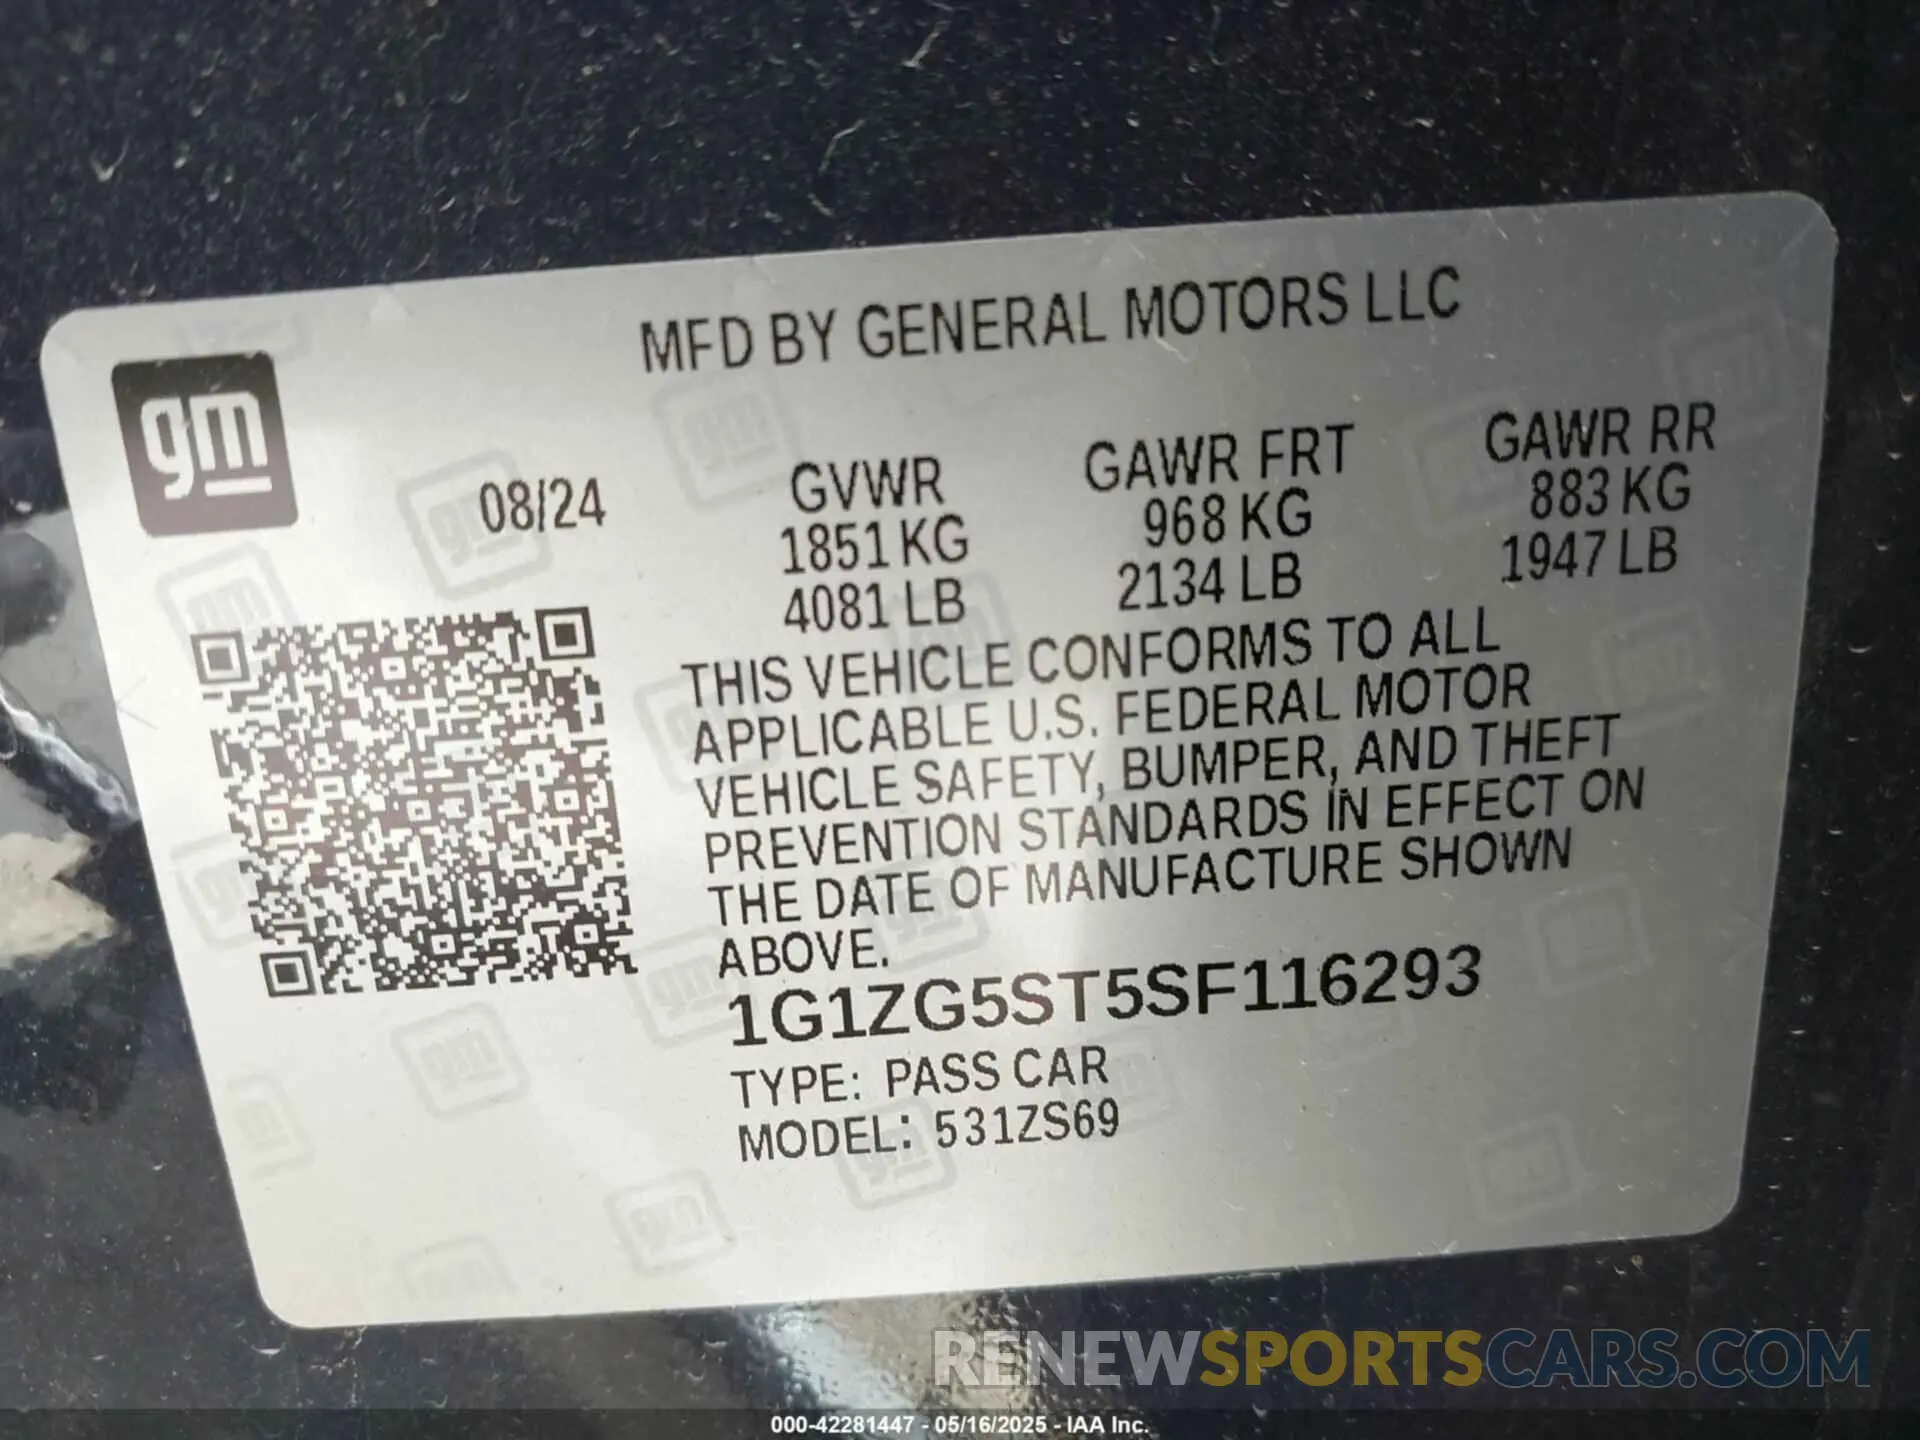 MFD BY GENERAL MOTORS LLC
gm
08/24
GVWR
1851 KG
4081 LB
GAWR FRT
968 KG
2134 LB
GAWR RR
883 KG
1947 LB
THIS VEHICLE CONFORMS TO ALL
APPLICABLE U.S. FEDERAL MOTOR
VEHICLE SAFETY, BUMPER, AND THEFT
PREVENTION STANDARDS IN EFFECT ON
THE DATE OF MANUFACTURE SHOWN
ABOVE.
1G1ZG5ST5SF116293
TYPE: PASS CAR
MODEL: 531ZS69
RENEWSPORTSCARS.COM
000-42281447 - 05/16/2025 - IAA Inc.